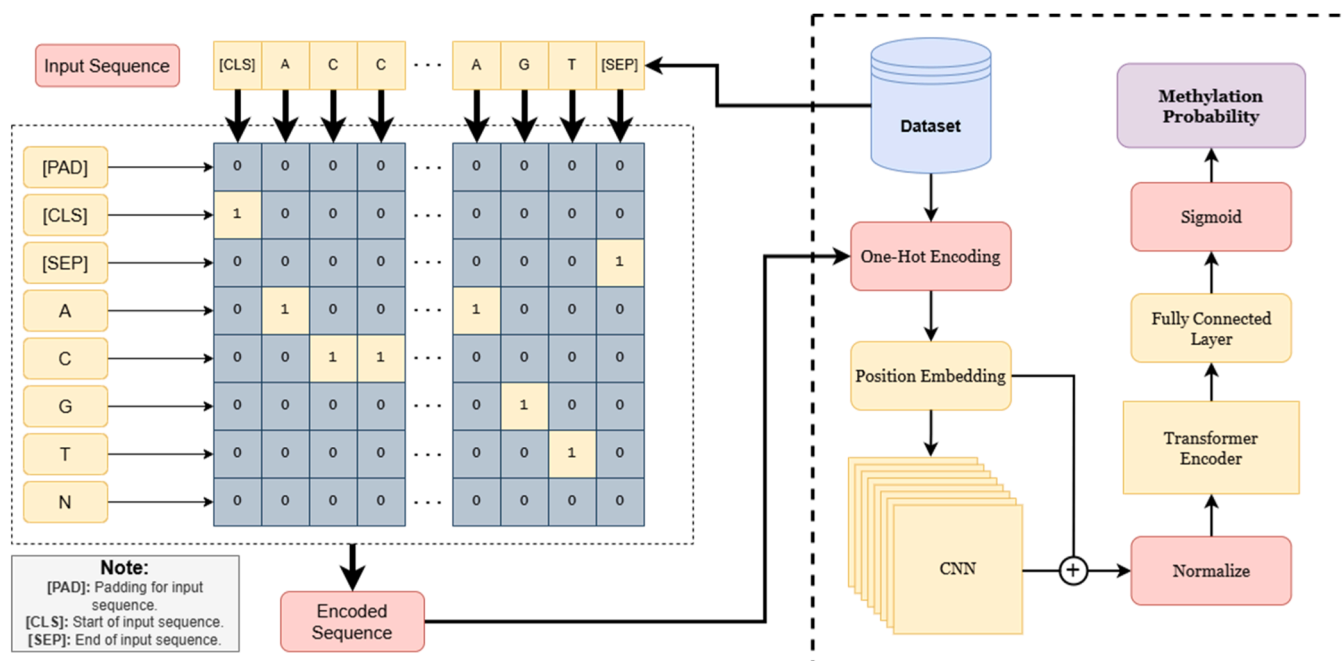 Input Sequence
[CLS] A C C ... A G T [SEP]
[PAD] 0 0 0 0 ... 0 0 0 0
[CLS] 1 0 0 0 ... 0 0 0 0
[SEP] 0 0 0 0 ... 0 0 0 1
A 0 1 0 0 ... 1 0 0 0
C 0 0 1 1 ... 0 0 0 0
G 0 0 0 0 ... 0 1 0 0
T 0 0 0 0 ... 0 0 1 0
N 0 0 0 0 ... 0 0 0 0
Note:
[PAD]: Padding for input
sequence.
[CLS]: Start of input sequence.
[SEP]: End of input sequence.
Encoded
Sequence
Dataset
One-Hot Encoding
Position Embedding
CNN
+
Normalize
Transformer
Encoder
Fully Connected
Layer
Sigmoid
Methylation
Probability